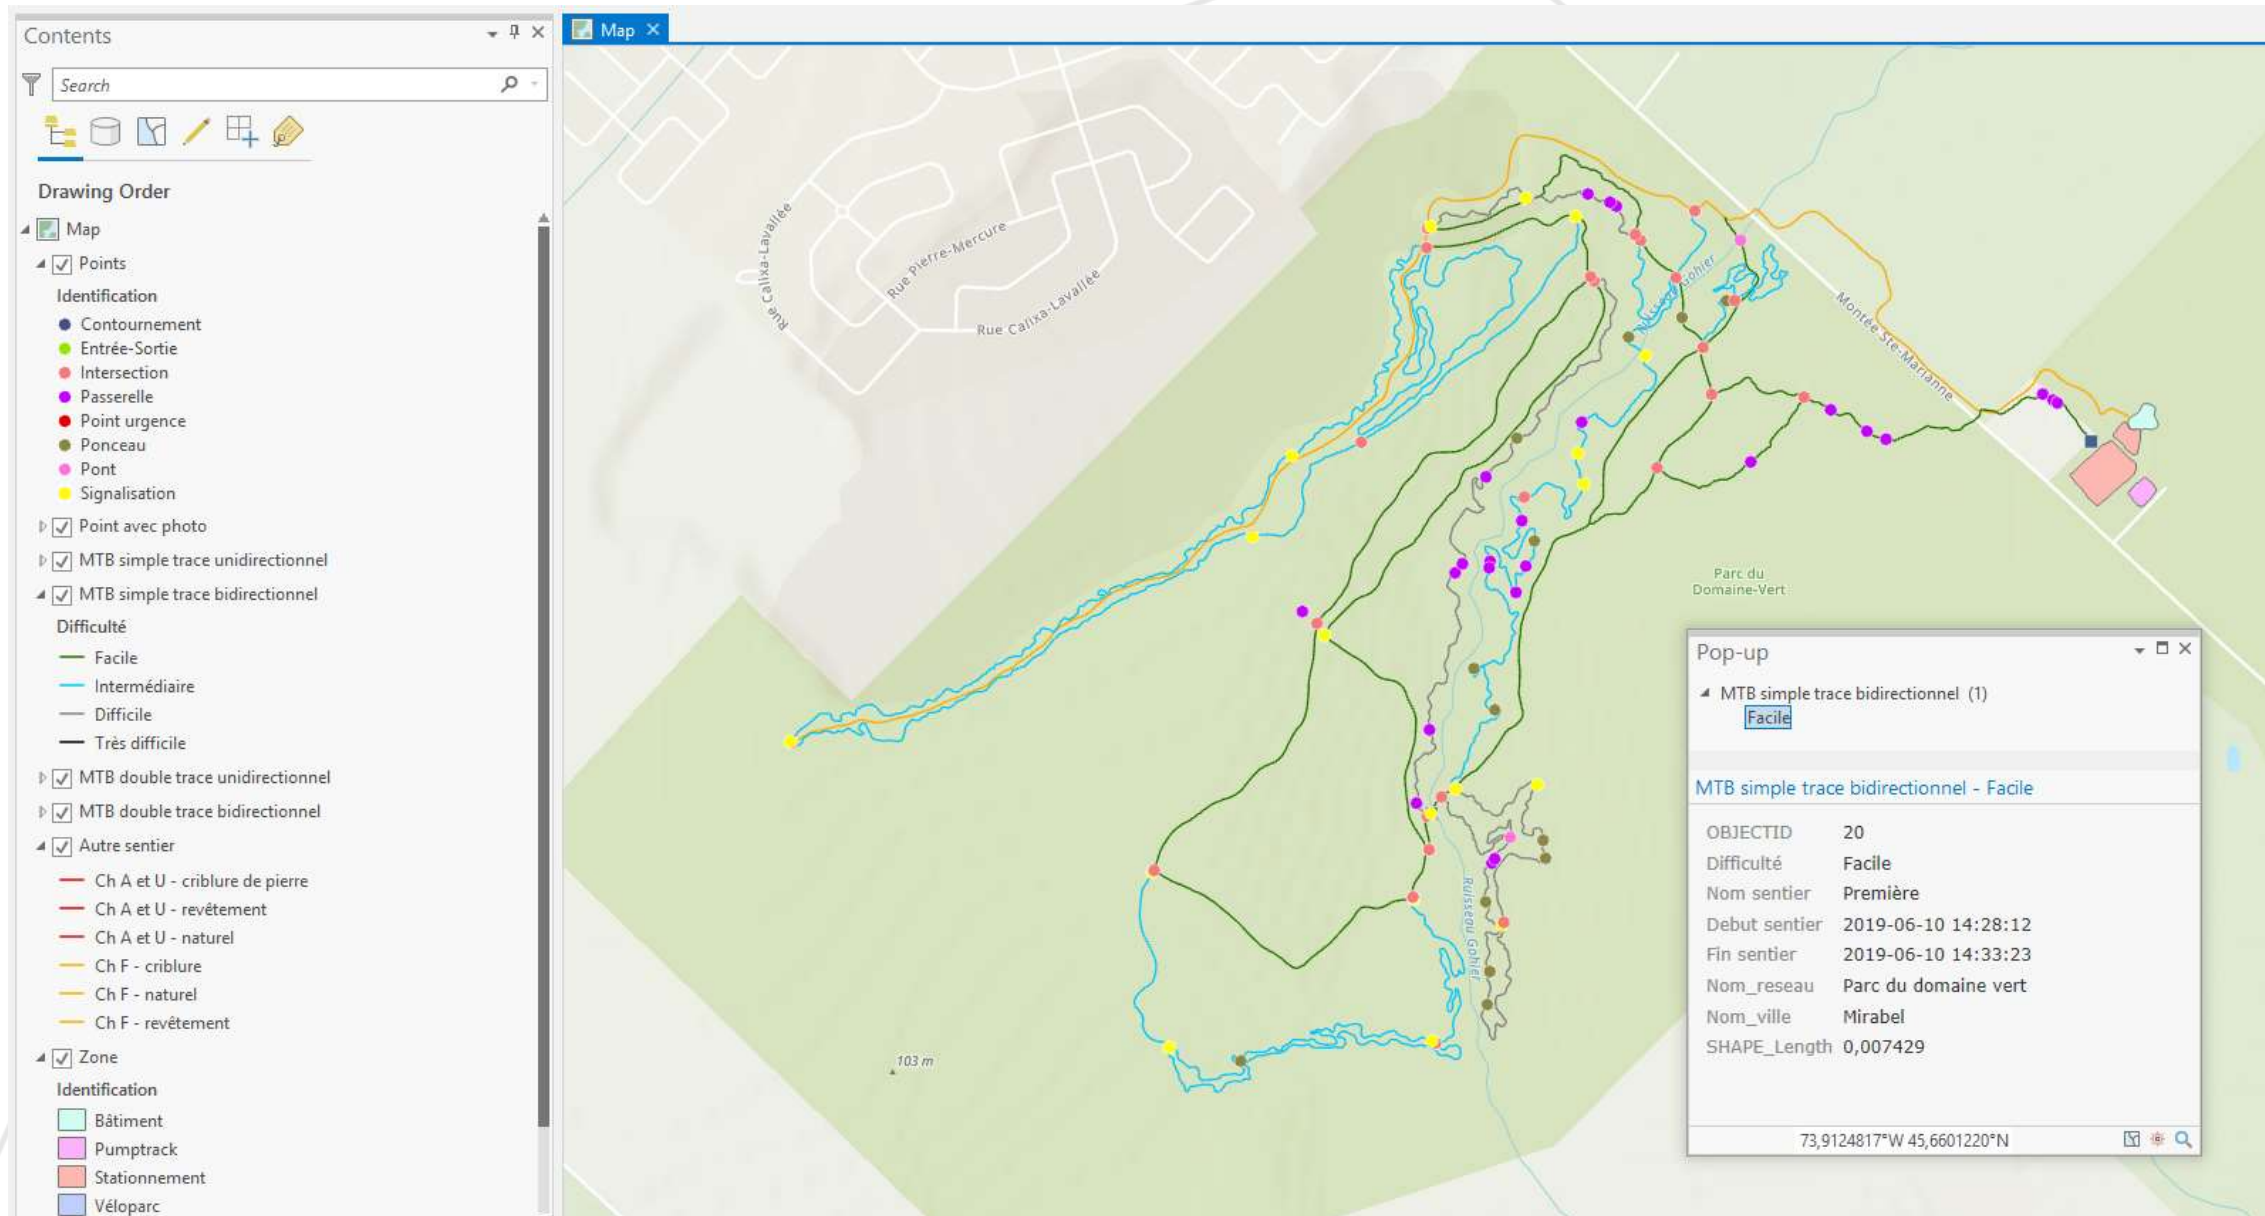 Contents
Search
Drawing Order
Map
Points
Identification
Contournement
Entrée-Sortie
Intersection
Passerelle
Point urgence
Ponceau
Pont
Signalisation
Point avec photo
MTB simple trace unidirectionnel
MTB simple trace bidirectionnel
Difficulté
Facile
Intermédiaire
Difficile
Très difficile
MTB double trace unidirectionnel
MTB double trace bidirectionnel
Autre sentier
Ch A et U - criblure de pierre
Ch A et U - revêtement
Ch A et U - naturel
Ch F - criblure
Ch F - naturel
Ch F - revêtement
Zone
Identification
Bâtiment
Pumptrack
Stationnement
Véloparc
Map
Rue Calixa-Lavallée
Rue Pierre-Mercure
Rue Calixa-Lavallée
Ruisseau Gohier
Montée Ste-Marianne
Parc du
Domaine-Vert
Ruisseau Gohier
103 m
Pop-up
MTB simple trace bidirectionnel (1)
Facile
MTB simple trace bidirectionnel - Facile
OBJECTID 20
Difficulté Facile
Nom sentier Première
Debut sentier 2019-06-10 14:28:12
Fin sentier 2019-06-10 14:33:23
Nom_reseau Parc du domaine vert
Nom_ville Mirabel
SHAPE_Length 0,007429
73,9124817°W 45,6601220°N